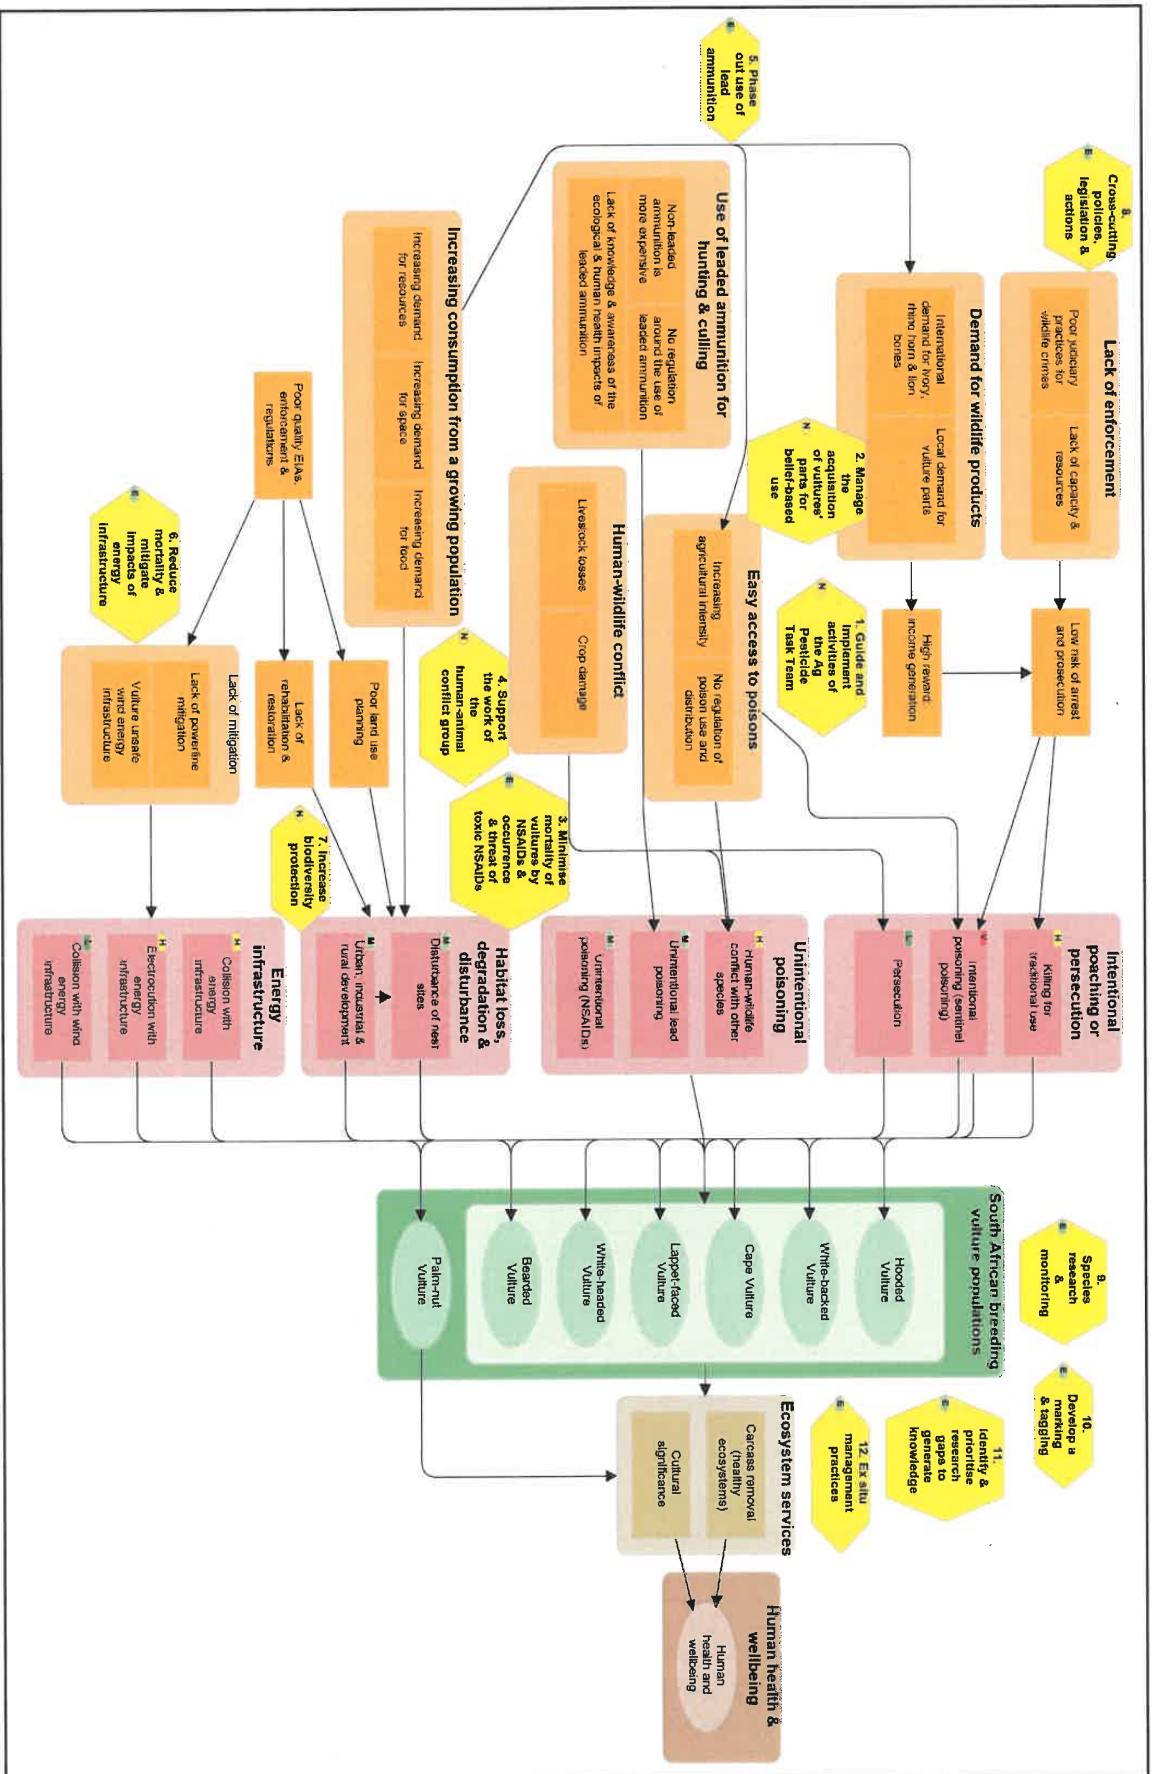 8.
Cross-cutting
policies,
legislation &
actions
Lack of enforcement
Poor judiciary
practices for
wildlife crimes
Lack of capacity &
resources
Low risk of arrest
and prosecution
Demand for wildlife products
International
demand for ivory,
rhino horn & lion
bones
Local demand for
vulture parts
High reward:
income generation
5. Phase
out use of
lead
ammunition
2. Manage
the
acquisition
of vultures'
parts for
belief-based
use
1. Guide and
implement
activities of
the Ag
Pesticide
Task Team
Use of leaded ammunition for
hunting & culling
Non-leaded
ammunition is
more expensive
No regulation
around the use of
leaded ammunition
Lack of knowledge & awareness of the
ecological & human health impacts of
leaded ammunition
Easy access to poisons
Increasing
agricultural intensity
No regulation of
poison use and
distribution
Human-wildlife conflict
Livestock losses
Crop damage
4. Support
the work of
the
human-animal
conflict group
3. Minimise
mortality of
vultures by
NSAIDs &
occurrence
& threat of
toxic NSAIDs
Increasing consumption from a growing population
Increasing demand
for resources
Increasing demand
for space
Increasing demand
for food
Poor quality EIAs,
enforcement &
regulations
Poor land use
planning
Lack of
rehabilitation &
restoration
6. Reduce
mortality &
mitigate
impacts of
energy
infrastructure
Lack of mitigation
Lack of powerline
mitigation
Vulture unsafe
wind energy
infrastructure
7. Increase
biodiversity
protection
Intentional
poaching or
persecution
Killing for
traditional use
Intentional
poisoning (sentinel
poisoning)
Persecution
Unintentional
poisoning
Human-wildlife
conflict with other
species
Unintentional lead
poisoning
Unintentional
poisoning (NSAIDs)
Habitat loss,
degradation &
disturbance
Disturbance of nest
sites
Urban, industrial &
rural development
Energy
infrastructure
Collision with
energy
infrastructure
Electrocution with
energy
infrastructure
Collision with wind
energy
infrastructure
9.
Species
research
&
monitoring
10.
Develop a
marking
& tagging
11.
Identify &
prioritise
research
gaps to
generate
knowledge
12. Ex situ
management
practices
South African breeding
vulture populations
Hooded
Vulture
White-backed
Vulture
Cape Vulture
Lappet-faced
Vulture
White-headed
Vulture
Bearded
Vulture
Palm-nut
Vulture
Ecosystem services
Carcass removal
(healthy
ecosystems)
Cultural
significance
Human health &
wellbeing
Human
health and
wellbeing